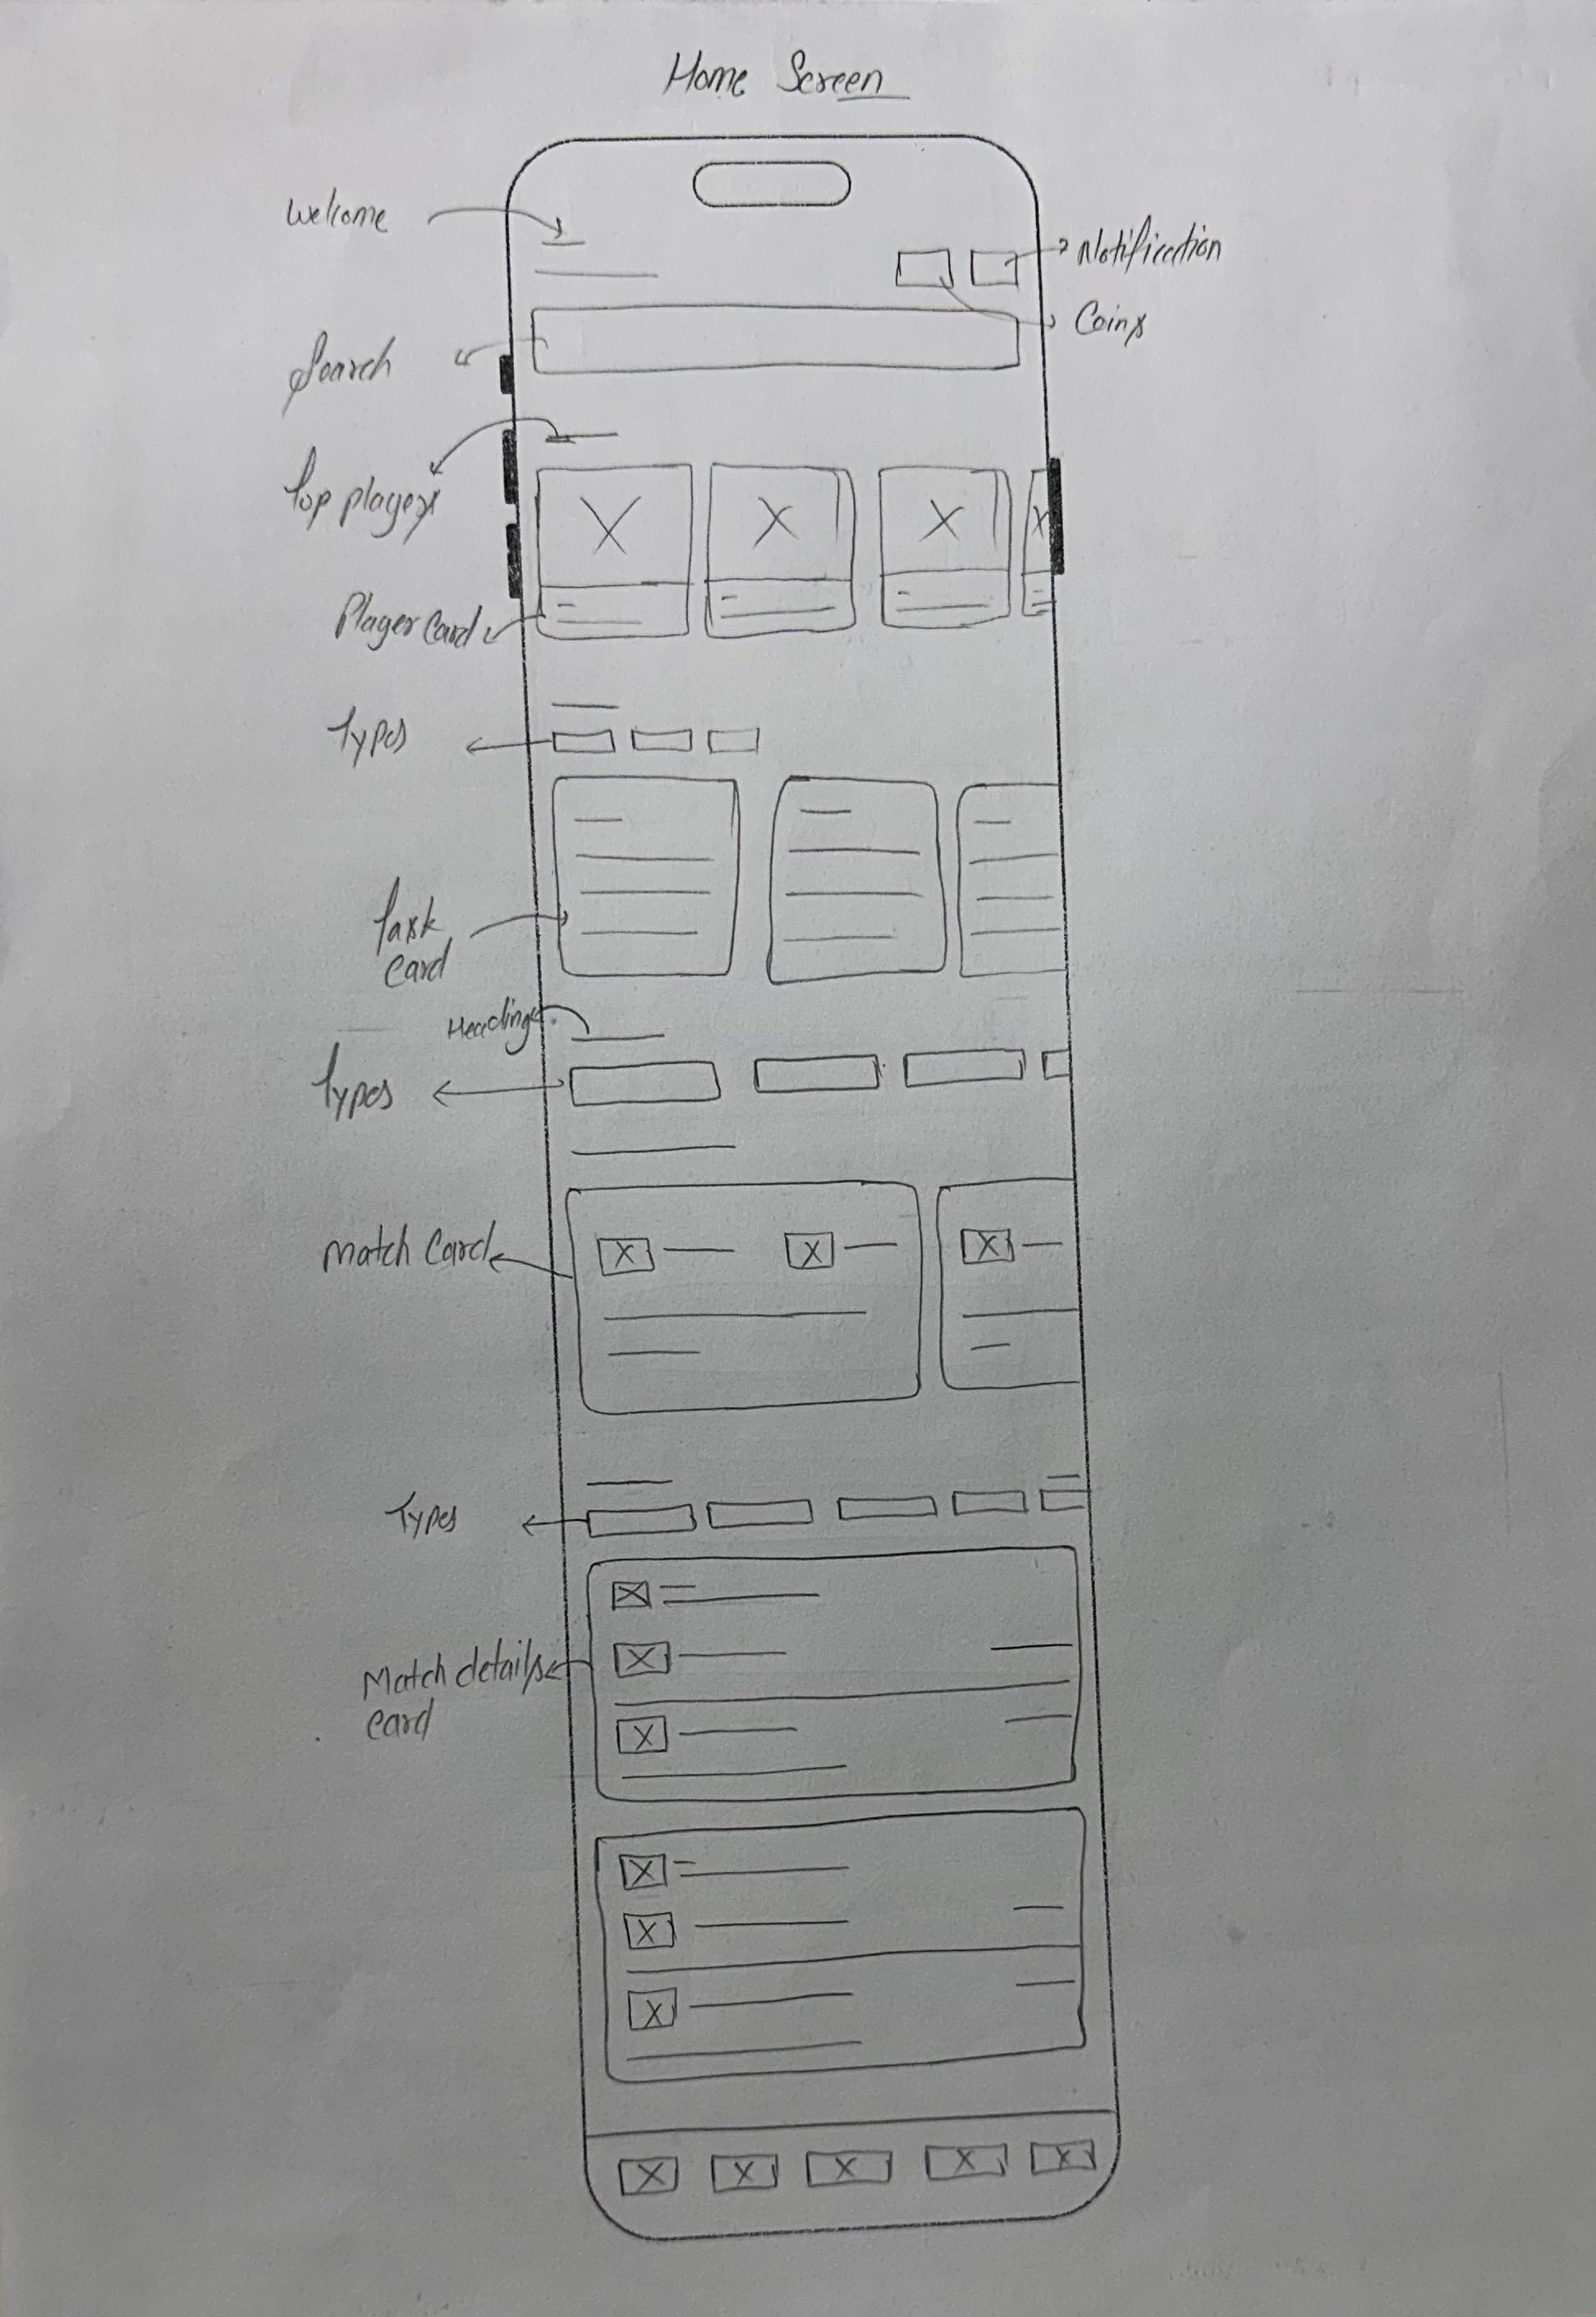 Home Screen
Welcome
Notification
Coins
Search
Top players
Player Card
Types
Task
Card
Heading
Types
Match Card
Types
Match details
Card